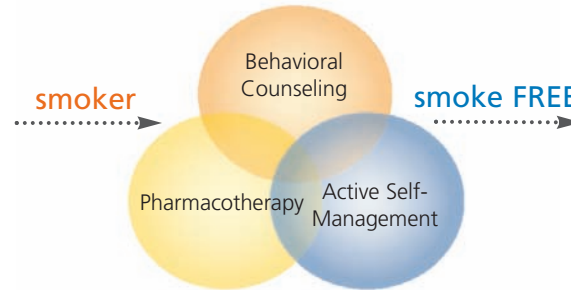 Behavioral
Counseling
smoker
smoke FREE
Pharmacotherapy
Active Self-
Management